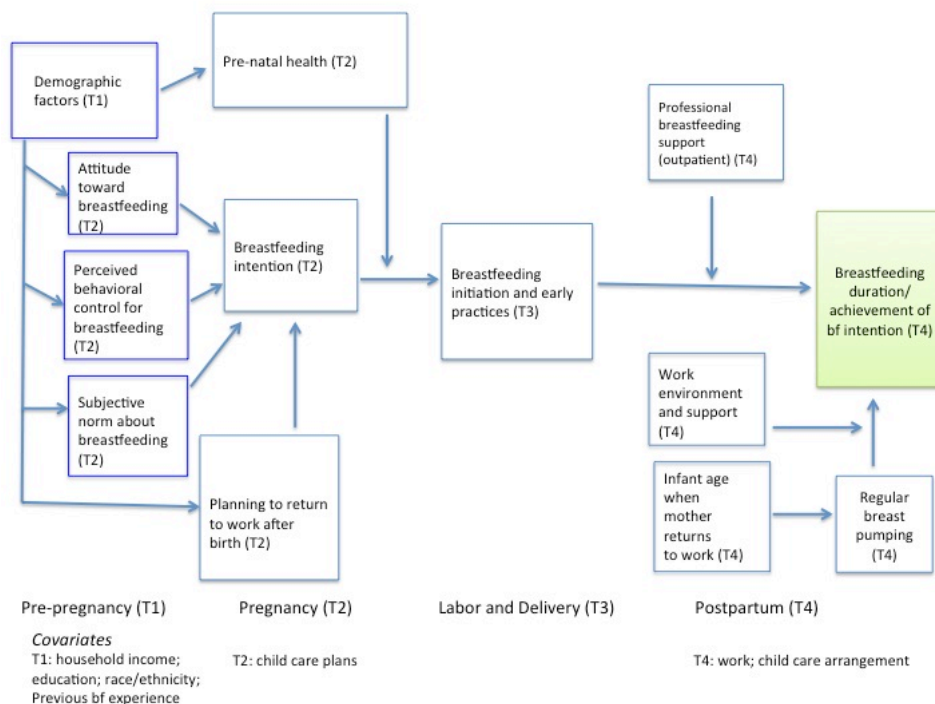 Demographic
factors (T1)
Pre-natal health (T2)
Attitude
toward
breastfeeding
(T2)
Perceived
behavioral
control for
breastfeeding
(T2)
Subjective
norm about
breastfeeding
(T2)
Breastfeeding
intention (T2)
Planning to return
to work after
birth (T2)
Breastfeeding
initiation and early
practices (T3)
Professional
breastfeeding
support
(outpatient) (T4)
Breastfeeding
duration/
achievement of
bf intention (T4)
Work
environment
and support
(T4)
Infant age
when
mother
returns
to work (T4)
Regular
breast
pumping
(T4)
Pre-pregnancy (T1)
Pregnancy (T2)
Labor and Delivery (T3)
Postpartum (T4)
Covariates
T1: household income;
education; race/ethnicity;
Previous bf experience
T2: child care plans
T4: work; child care arrangement